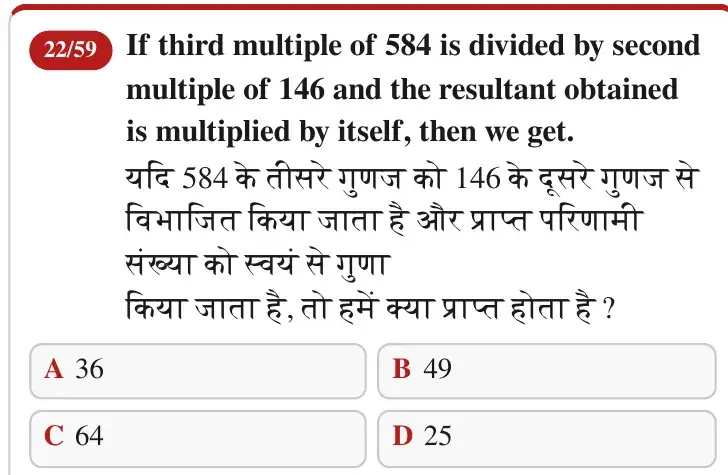 22/59 If third multiple of 584 is divided by second
multiple of 146 and the resultant obtained
is multiplied by itself, then we get.
यदि 584 के तीसरे गुणज को 146 के दूसरे गुणज से
विभाजित किया जाता है और प्राप्त परिणामी
संख्या को स्वयं से गुणा
किया जाता है, तो हमें क्या प्राप्त होता है ?
A 36
B 49
C 64
D 25